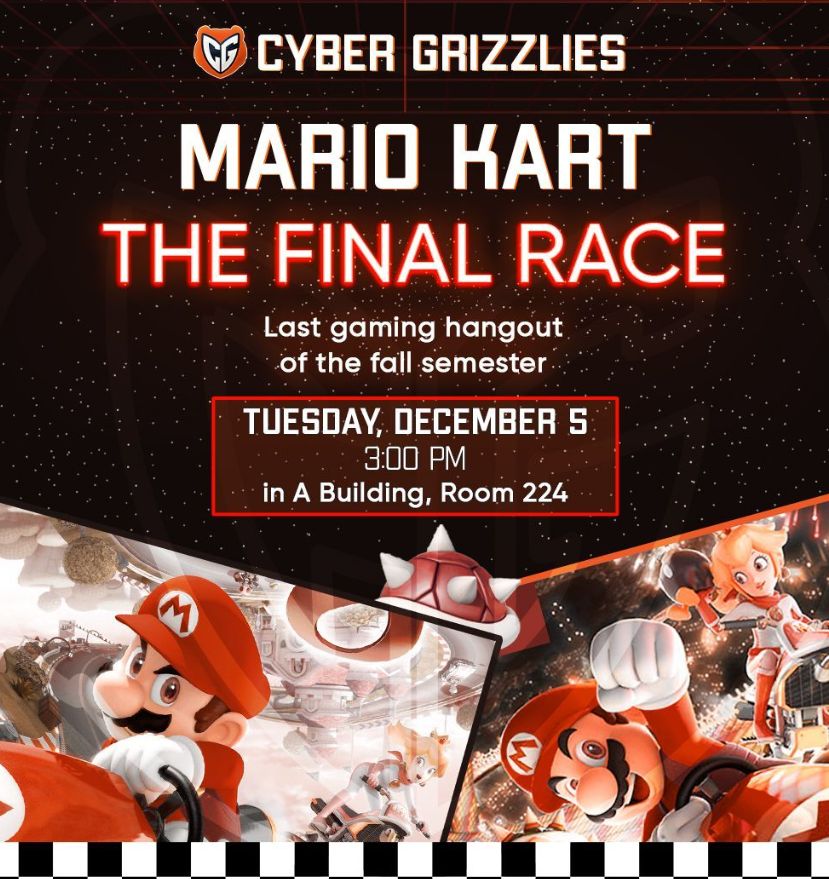 CG CYBER GRIZZLIES
MARIO KART
THE FINAL RACE
Last gaming hangout
of the fall semester
TUESDAY, DECEMBER 5
3:00 PM
in A Building, Room 224
M
M